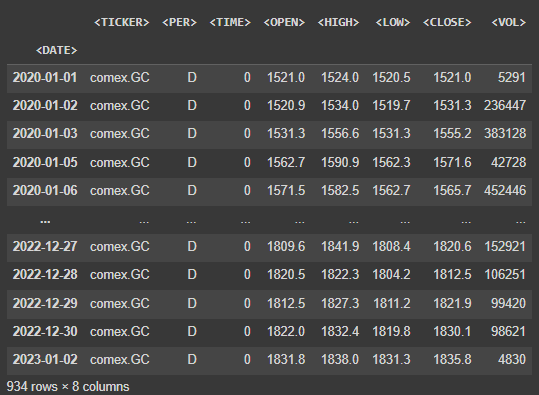 <TICKER> <PER> <TIME> <OPEN> <HIGH> <LOW> <CLOSE> <VOL>
<DATE>
2020-01-01 comex.GC D 0 1521.0 1524.0 1520.5 1521.0 5291
2020-01-02 comex.GC D 0 1520.9 1534.0 1519.7 1531.3 236447
2020-01-03 comex.GC D 0 1531.3 1556.6 1531.3 1555.2 383128
2020-01-05 comex.GC D 0 1562.7 1590.9 1562.3 1571.6 42728
2020-01-06 comex.GC D 0 1571.5 1582.5 1562.7 1565.7 452446
... ... ... ... ... ... ... ... ...
2022-12-27 comex.GC D 0 1809.6 1841.9 1808.4 1820.6 152921
2022-12-28 comex.GC D 0 1820.5 1822.3 1804.2 1812.5 106251
2022-12-29 comex.GC D 0 1812.5 1827.3 1811.2 1821.9 99420
2022-12-30 comex.GC D 0 1822.0 1832.4 1819.8 1830.1 98621
2023-01-02 comex.GC D 0 1831.8 1838.0 1831.3 1835.8 4830
934 rows × 8 columns